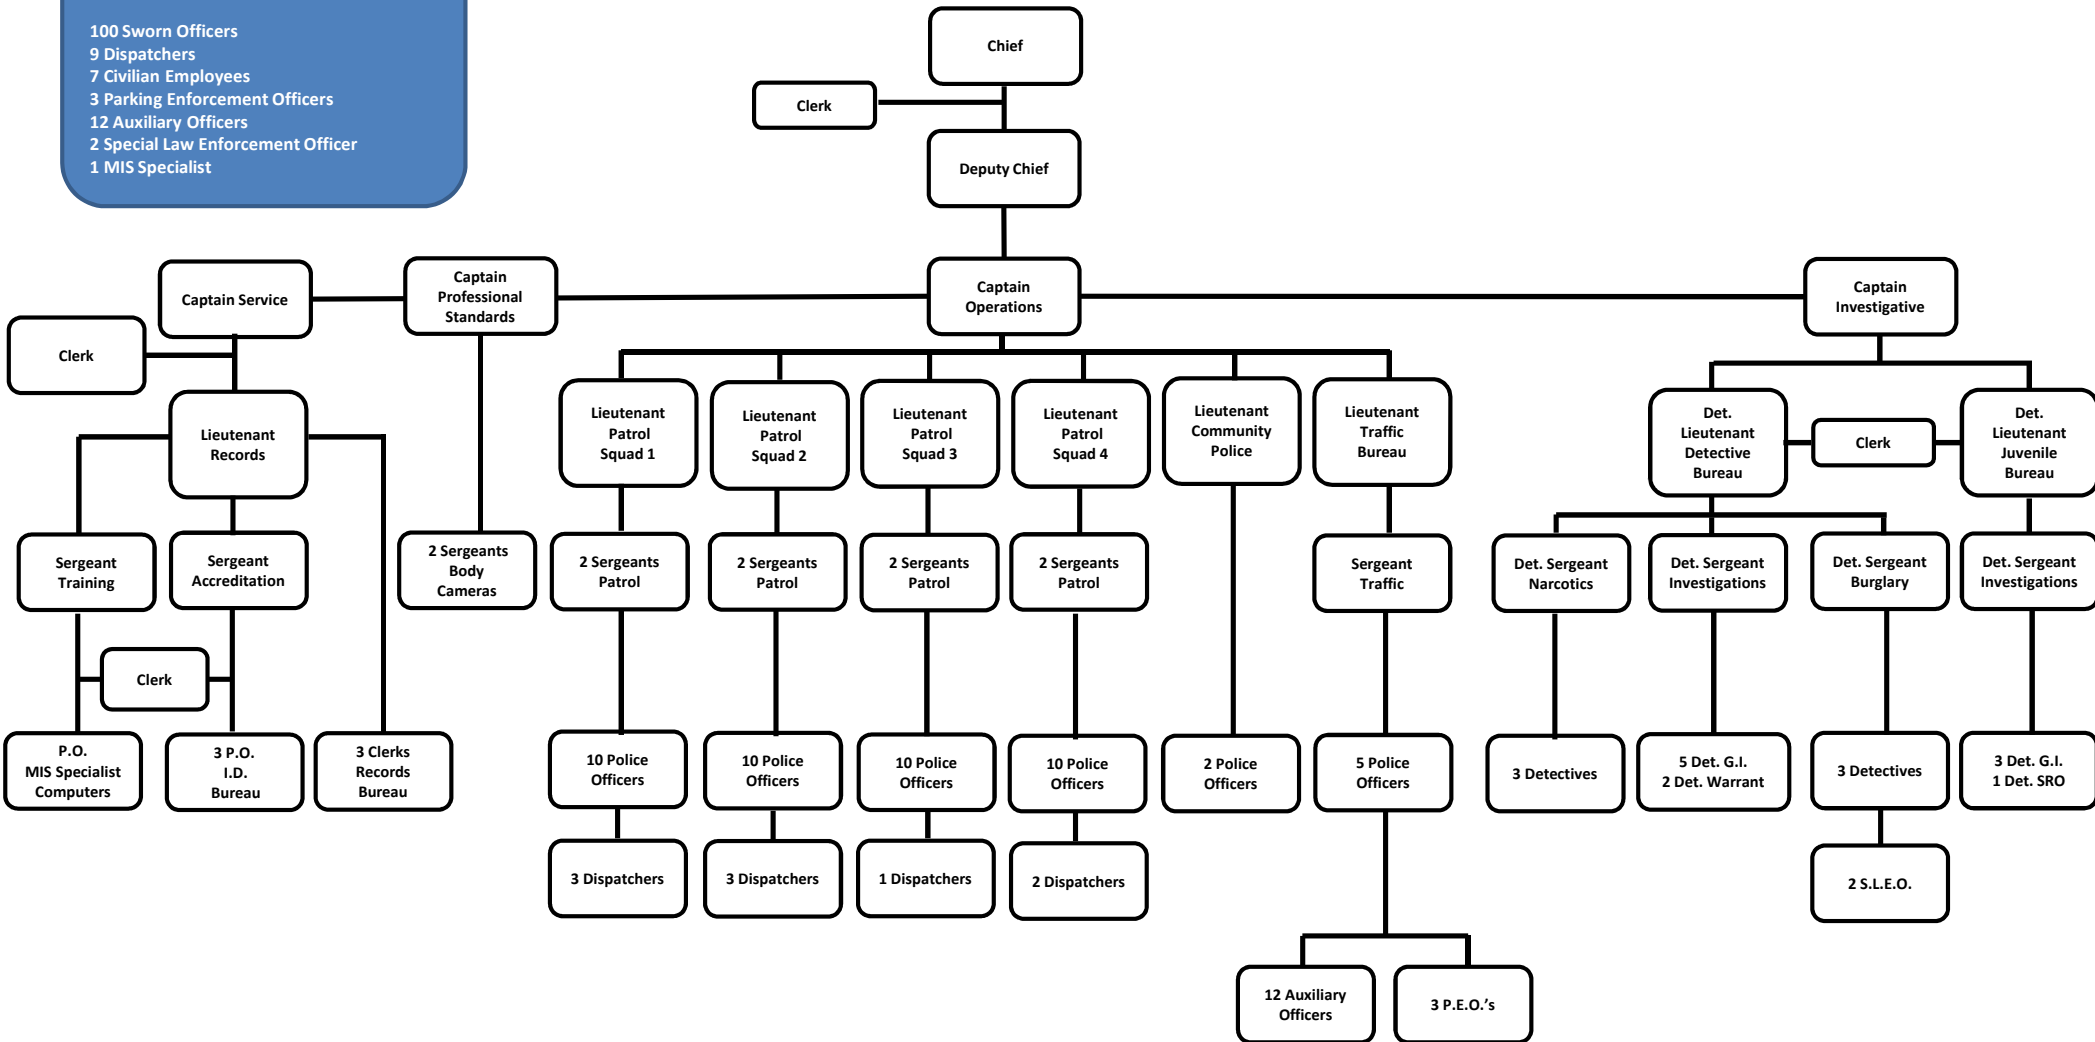 100 Sworn Officers
9 Dispatchers
7 Civilian Employees
3 Parking Enforcement Officers
12 Auxiliary Officers
2 Special Law Enforcement Officer
1 MIS Specialist
Chief
Clerk
Deputy Chief
Captain Service
Captain
Professional
Standards
Captain
Operations
Captain
Investigative
Clerk
Lieutenant
Records
Lieutenant
Patrol
Squad 1
Lieutenant
Patrol
Squad 2
Lieutenant
Patrol
Squad 3
Lieutenant
Patrol
Squad 4
Lieutenant
Community
Police
Lieutenant
Traffic
Bureau
Det.
Lieutenant
Detective
Bureau
Clerk
Det.
Lieutenant
Juvenile
Bureau
Sergeant
Training
Sergeant
Accreditation
2 Sergeants
Body
Cameras
2 Sergeants
Patrol
2 Sergeants
Patrol
2 Sergeants
Patrol
2 Sergeants
Patrol
Sergeant
Traffic
Det. Sergeant
Narcotics
Det. Sergeant
Investigations
Det. Sergeant
Burglary
Det. Sergeant
Investigations
Clerk
P.O.
MIS Specialist
Computers
3 P.O.
I.D.
Bureau
3 Clerks
Records
Bureau
10 Police
Officers
10 Police
Officers
10 Police
Officers
10 Police
Officers
2 Police
Officers
5 Police
Officers
3 Detectives
5 Det. G.I.
2 Det. Warrant
3 Detectives
3 Det. G.I.
1 Det. SRO
3 Dispatchers
3 Dispatchers
1 Dispatchers
2 Dispatchers
2 S.L.E.O.
12 Auxiliary
Officers
3 P.E.O.’s